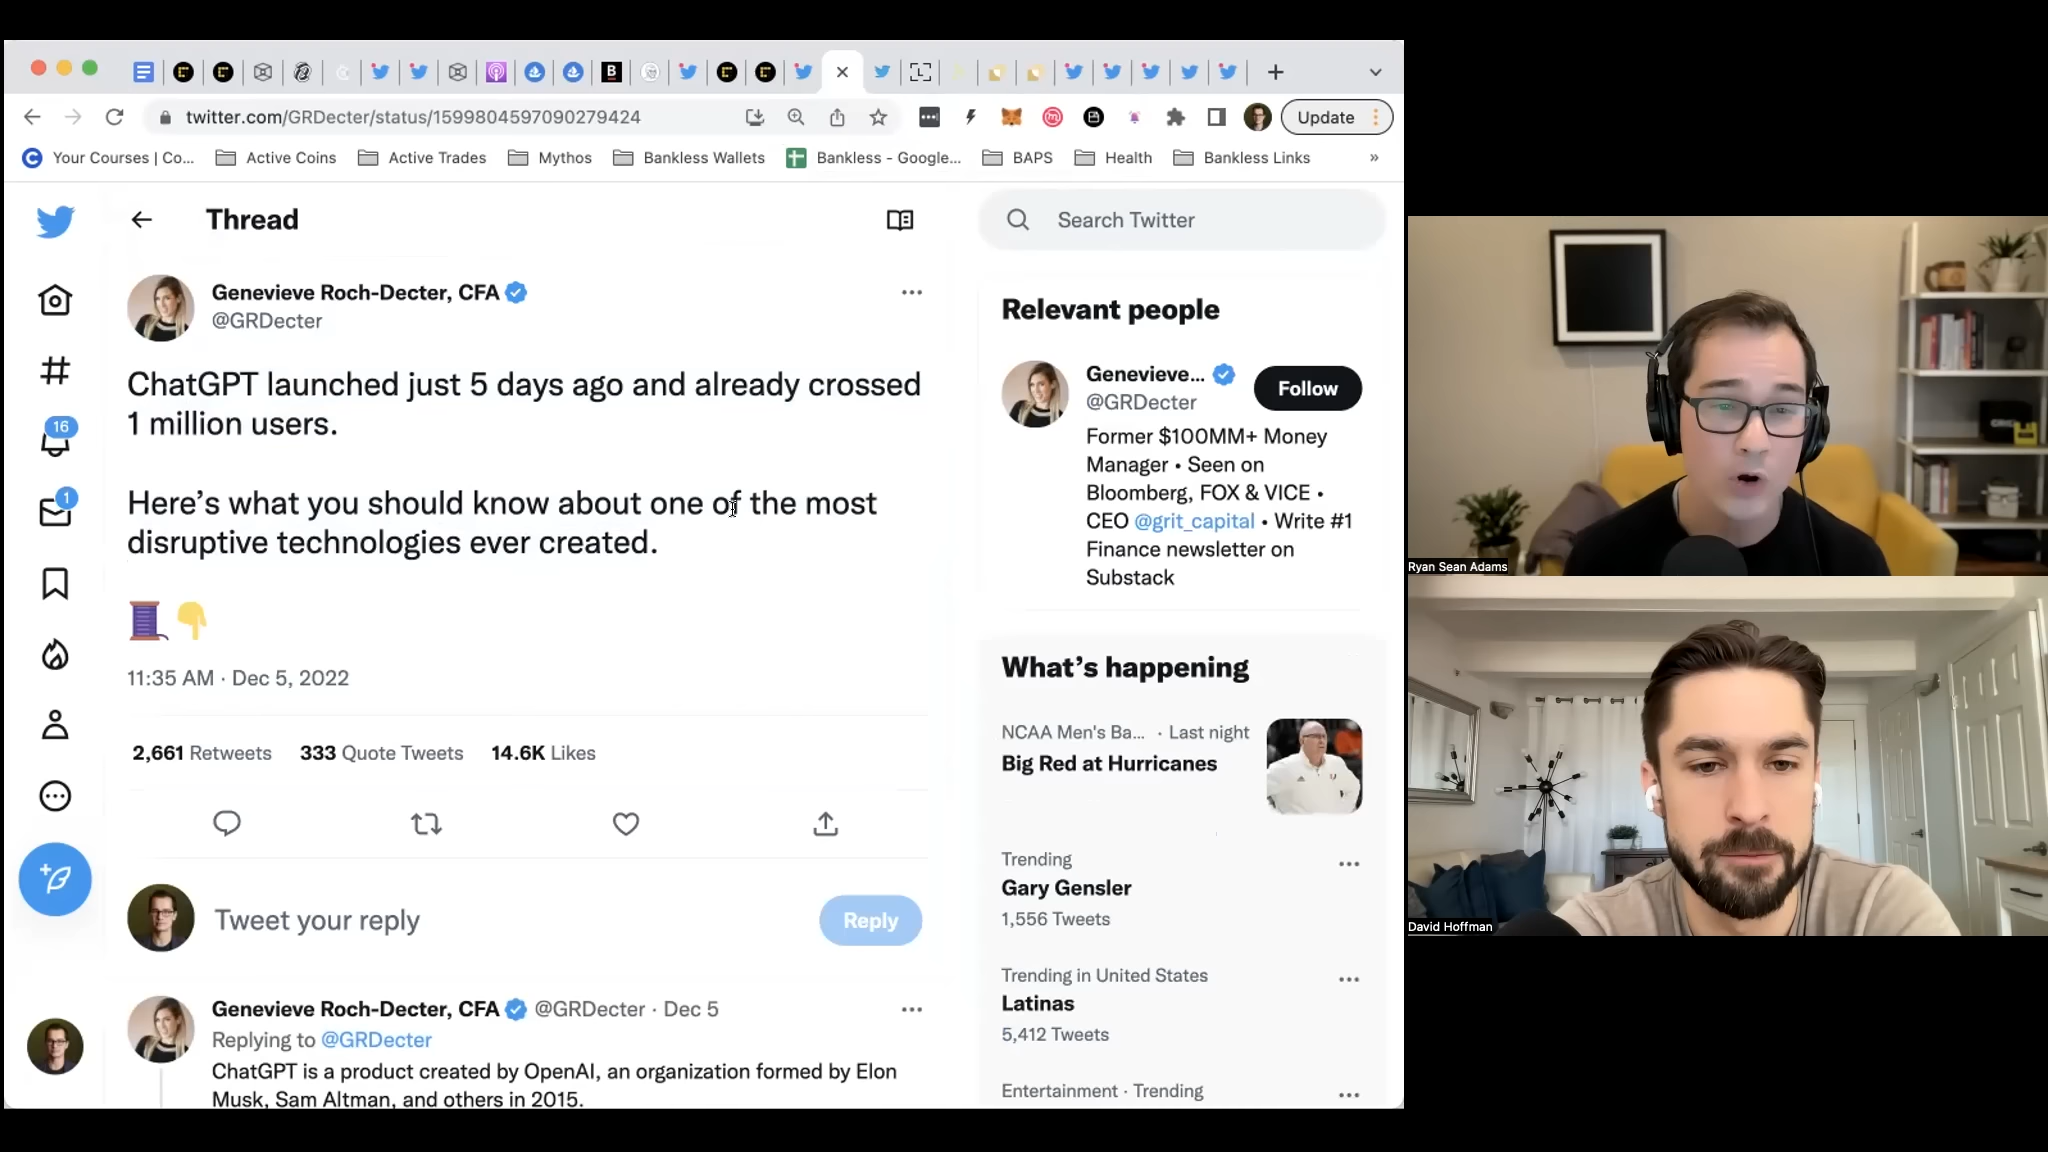 twitter.com/GRDecter/status/1599804597090279424
Update
Your Courses | Co...
Active Coins
Active Trades
Mythos
Bankless Wallets
Bankless - Google...
BAPS
Health
Bankless Links
»
Thread
Search Twitter
Genevieve Roch-Decter, CFA
@GRDecter
ChatGPT launched just 5 days ago and already crossed
1 million users.
Here’s what you should know about one of the most
disruptive technologies ever created.
11:35 AM · Dec 5, 2022
2,661 Retweets 333 Quote Tweets 14.6K Likes
Tweet your reply
Reply
Genevieve Roch-Decter, CFA @GRDecter · Dec 5
Replying to @GRDecter
ChatGPT is a product created by OpenAI, an organization formed by Elon
Musk, Sam Altman, and others in 2015.
16
1
Relevant people
Genevieve...
@GRDecter
Follow
Former $100MM+ Money
Manager • Seen on
Bloomberg, FOX & VICE •
CEO @grit_capital • Write #1
Finance newsletter on
Substack
What’s happening
NCAA Men's Ba... · Last night
Big Red at Hurricanes
Trending
Gary Gensler
1,556 Tweets
Trending in United States
Latinas
5,412 Tweets
Entertainment · Trending
Ryan Sean Adams
David Hoffman